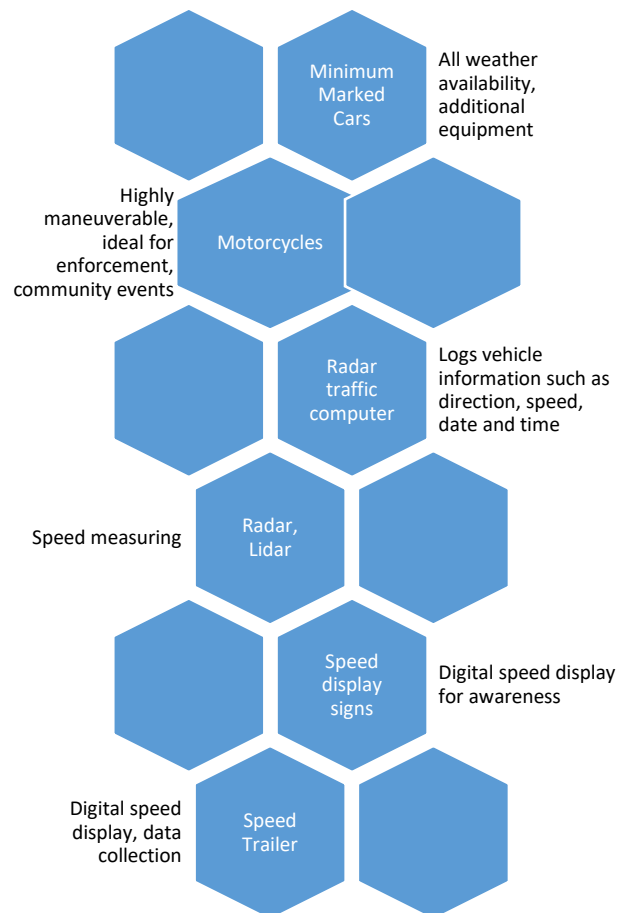 Minimum
Marked
Cars
All weather
availability,
additional
equipment
Highly
maneuverable,
ideal for
enforcement,
community events
Motorcycles
Radar
traffic
computer
Logs vehicle
information such as
direction, speed,
date and time
Speed measuring
Radar,
Lidar
Speed
display
signs
Digital speed display
for awareness
Digital speed
display, data
collection
Speed
Trailer